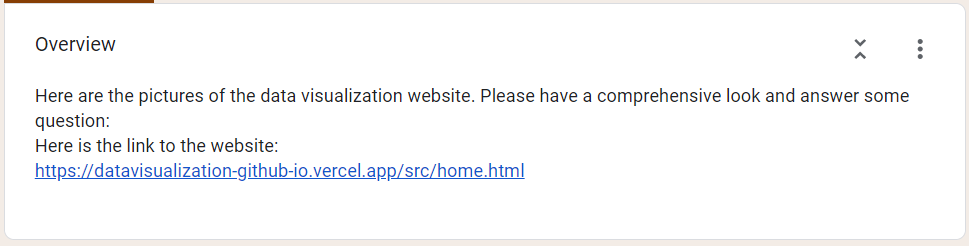 Overview
Here are the pictures of the data visualization website. Please have a comprehensive look and answer some
question:
Here is the link to the website:
https://datavisualization-github-io.vercel.app/src/home.html